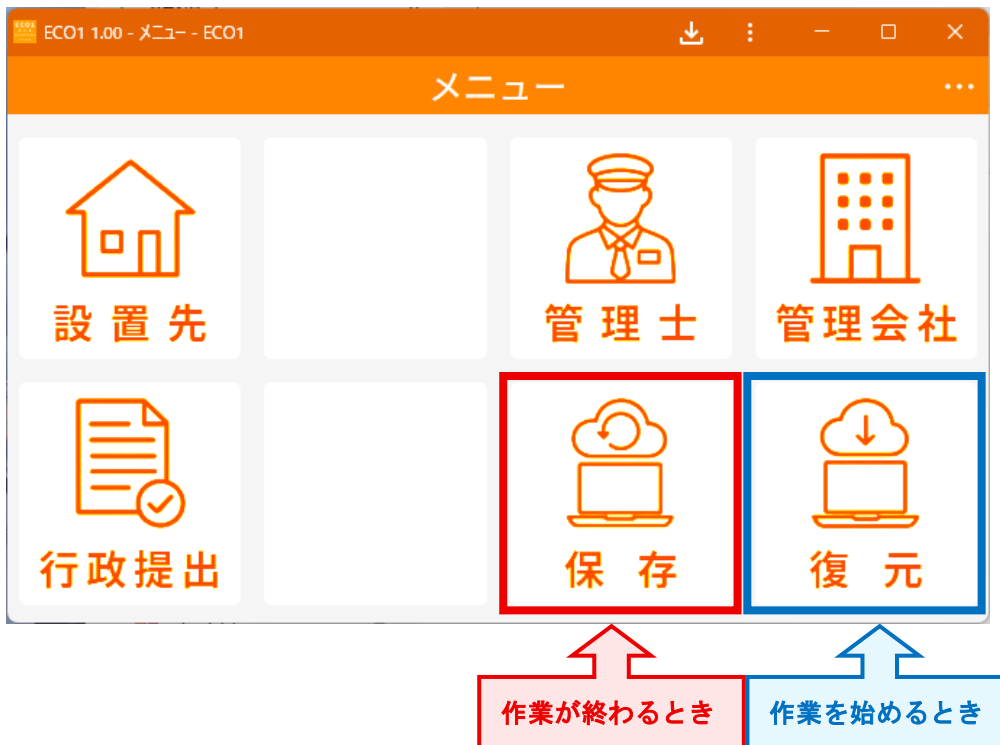 ECO1 1.00 - メニュー - ECO1
メニュー
設置先
管理士
管理会社
行政提出
保存
復元
作業が終わるとき
作業を始めるとき